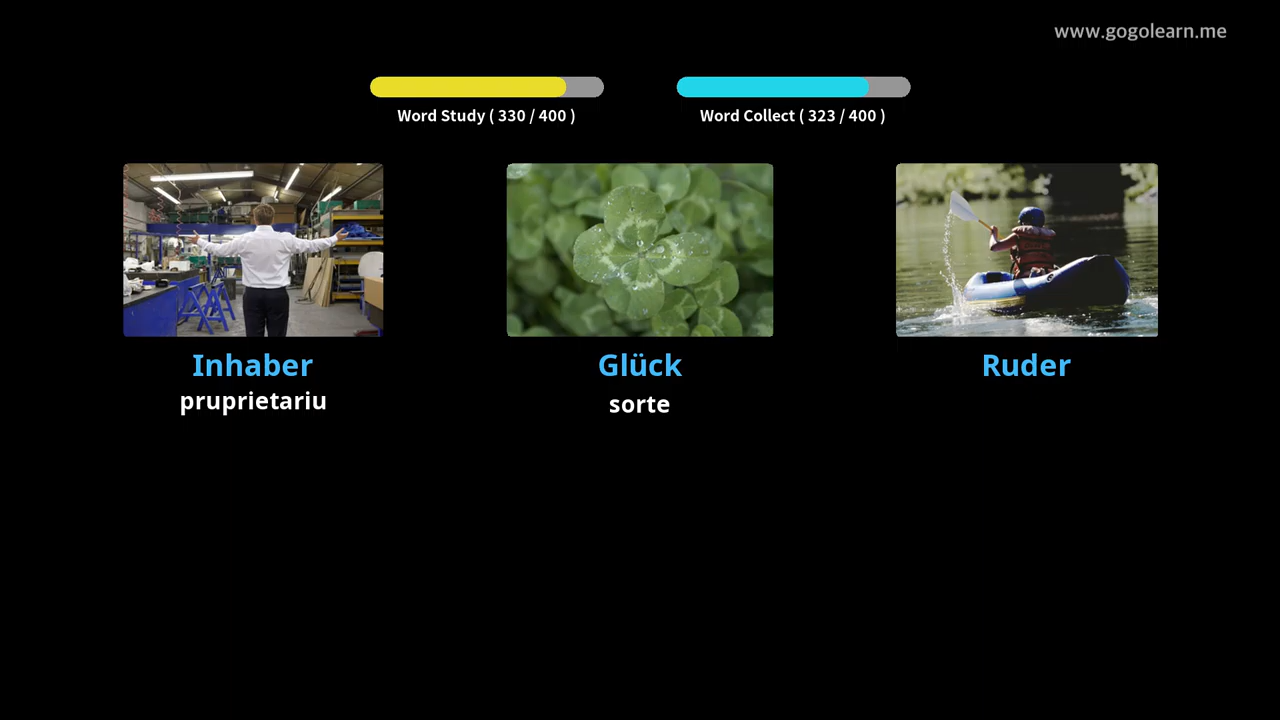 www.gogolearn.me
Word Study ( 330 / 400 )
Word Collect ( 323 / 400 )
Inhaber
pruprietariu
Glück
sorte
Ruder